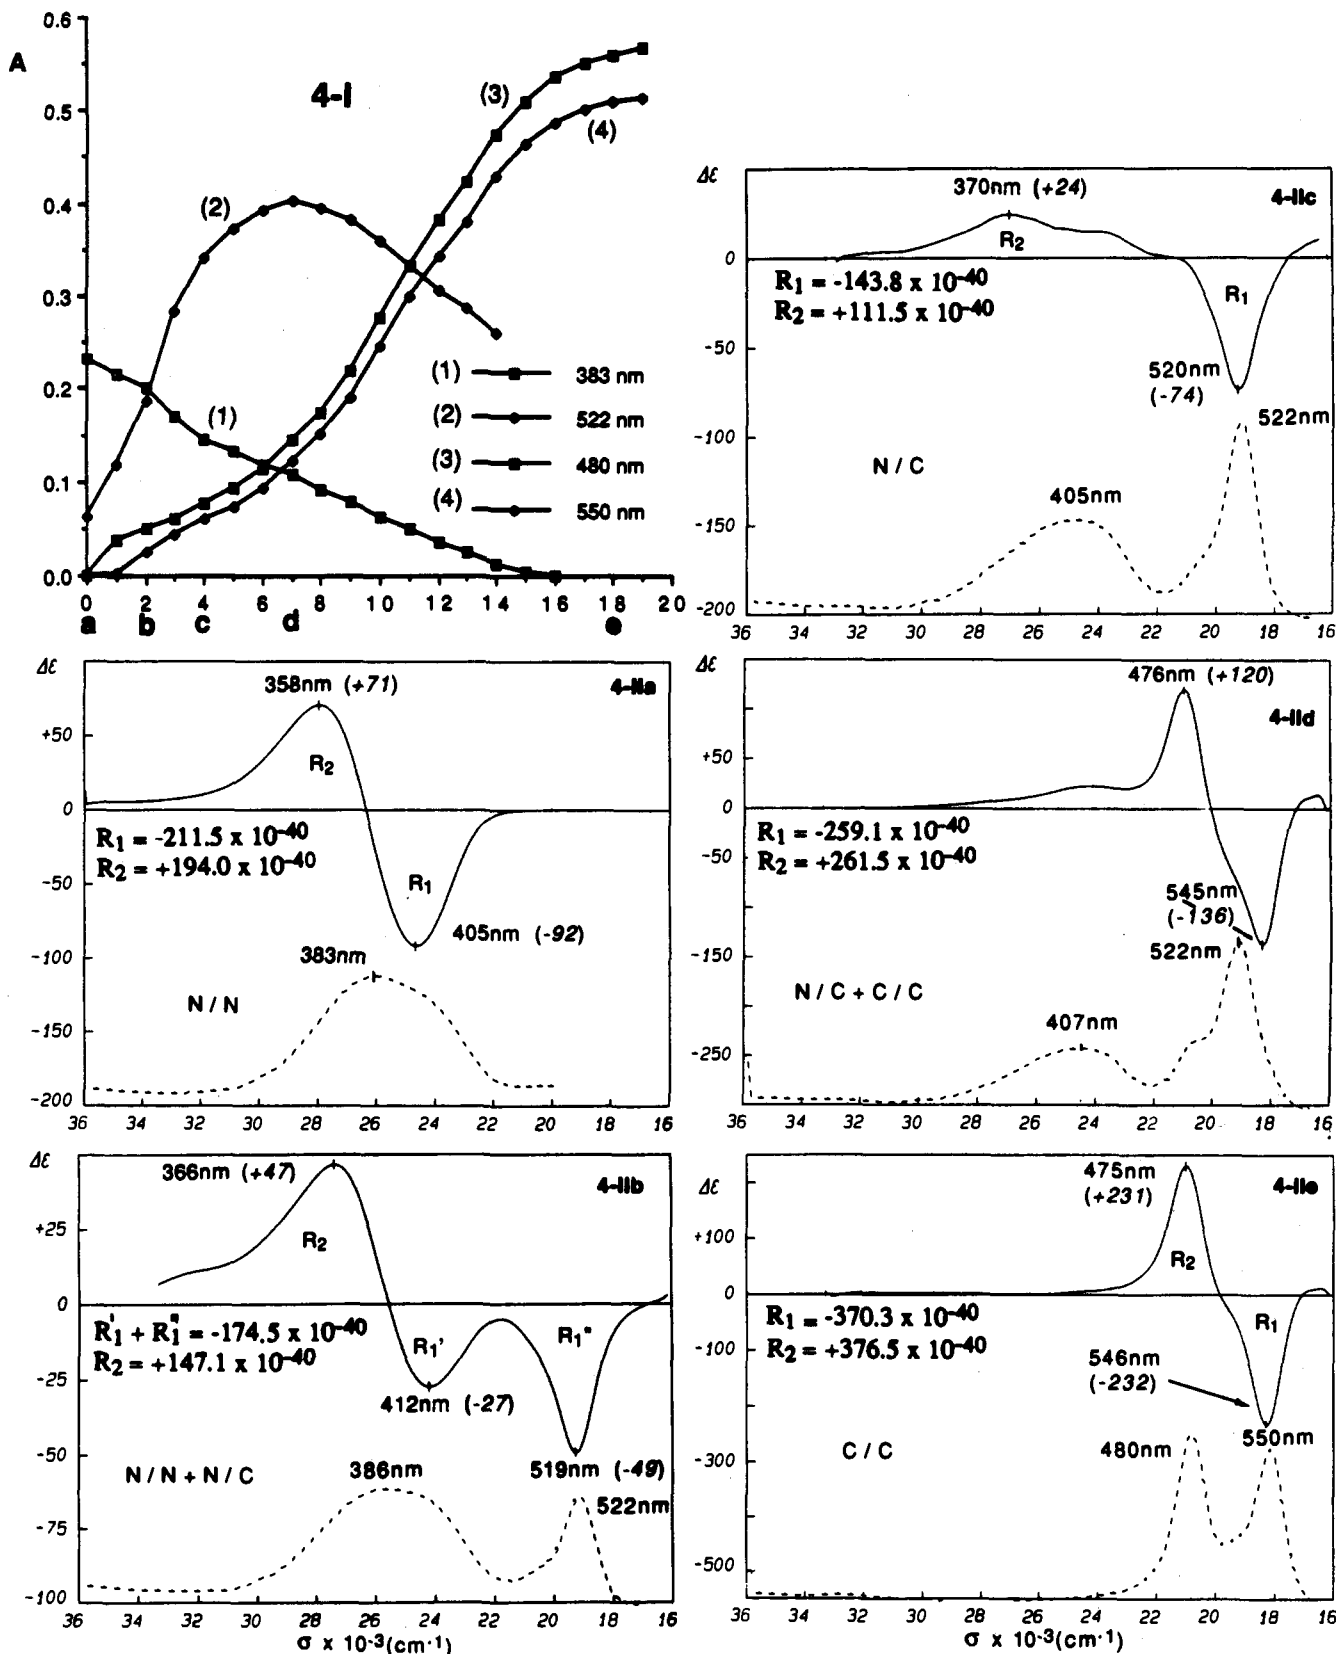 A
4-I
0.6
0.5
0.4
0.3
0.2
0.1
0.0
(1)
(2)
(3)
(4)
(1) 383 nm
(2) 522 nm
(3) 480 nm
(4) 550 nm
0 2 4 6 8 10 12 14 16 18 20
a b c d e
Δε
4-IIa
358nm (+71)
R2
R1 = -211.5 x 10-40
R2 = +194.0 x 10-40
R1
405nm (-92)
383nm
N / N
+50
0
-50
-100
-150
-200
36 34 32 30 28 26 24 22 20 18 16
Δε
4-IIb
366nm (+47)
R2
R1' + R1" = -174.5 x 10-40
R2 = +147.1 x 10-40
R1'
R1"
412nm (-27)
519nm (-49)
N / N + N / C
386nm
522nm
+25
0
-25
-50
-75
-100
36 34 32 30 28 26 24 22 20 18 16
σ x 10-3(cm-1)
Δε
4-IIc
370nm (+24)
R2
R1 = -143.8 x 10-40
R2 = +111.5 x 10-40
R1
520nm
(-74)
522nm
N / C
405nm
0
-50
-100
-150
-200
36 34 32 30 28 26 24 22 20 18 16
Δε
4-IId
476nm (+120)
R1 = -259.1 x 10-40
R2 = +261.5 x 10-40
545nm
(-136)
522nm
N / C + C / C
407nm
+50
0
-50
-150
-250
36 34 32 30 28 26 24 22 20 18 16
Δε
4-IIe
475nm
(+231)
R2
R1 = -370.3 x 10-40
R2 = +376.5 x 10-40
R1
546nm
(-232)
C / C
480nm
550nm
+100
0
-100
-300
-500
36 34 32 30 28 26 24 22 20 18 16
σ x 10-3(cm-1)